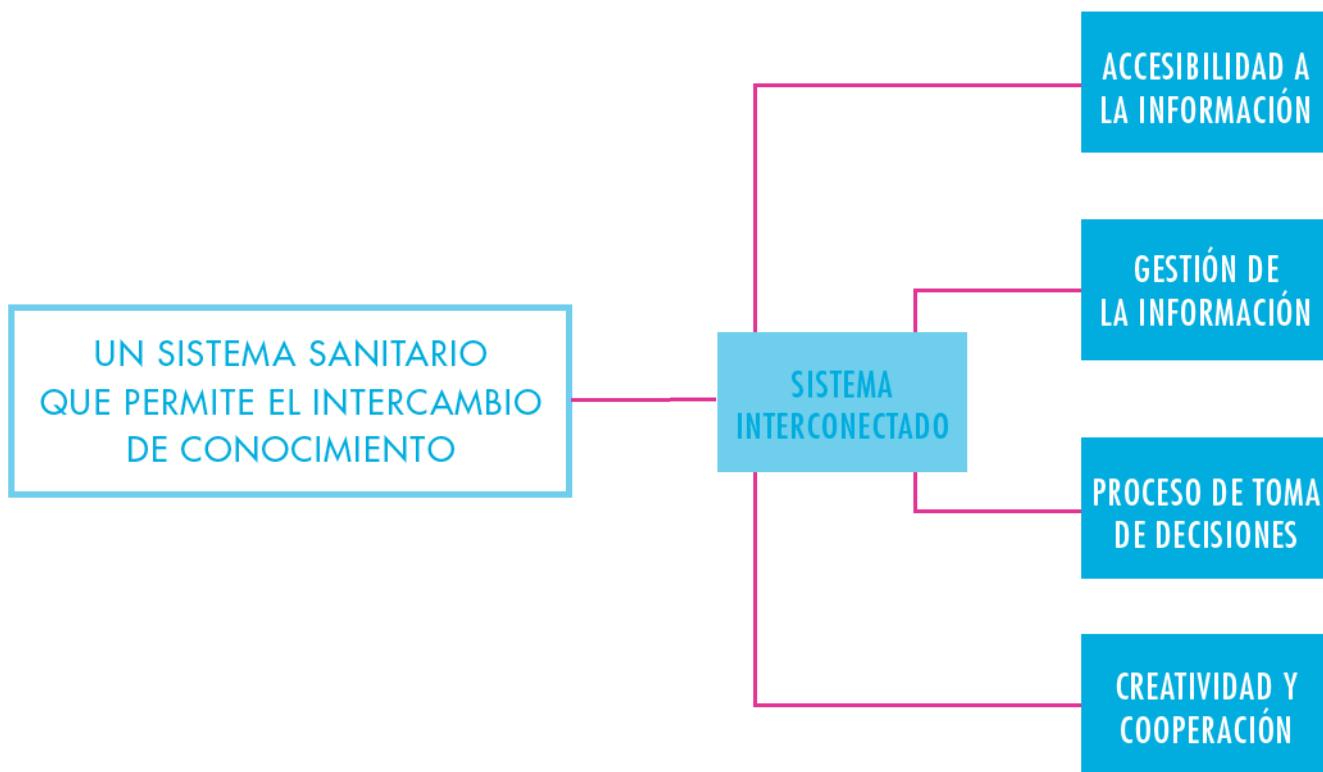 UN SISTEMA SANITARIO
QUE PERMITE EL INTERCAMBIO
DE CONOCIMIENTO
SISTEMA
INTERCONECTADO
ACCESIBILIDAD A
LA INFORMACIÓN
GESTIÓN DE
LA INFORMACIÓN
PROCESO DE TOMA
DE DECISIONES
CREATIVIDAD Y
COOPERACIÓN